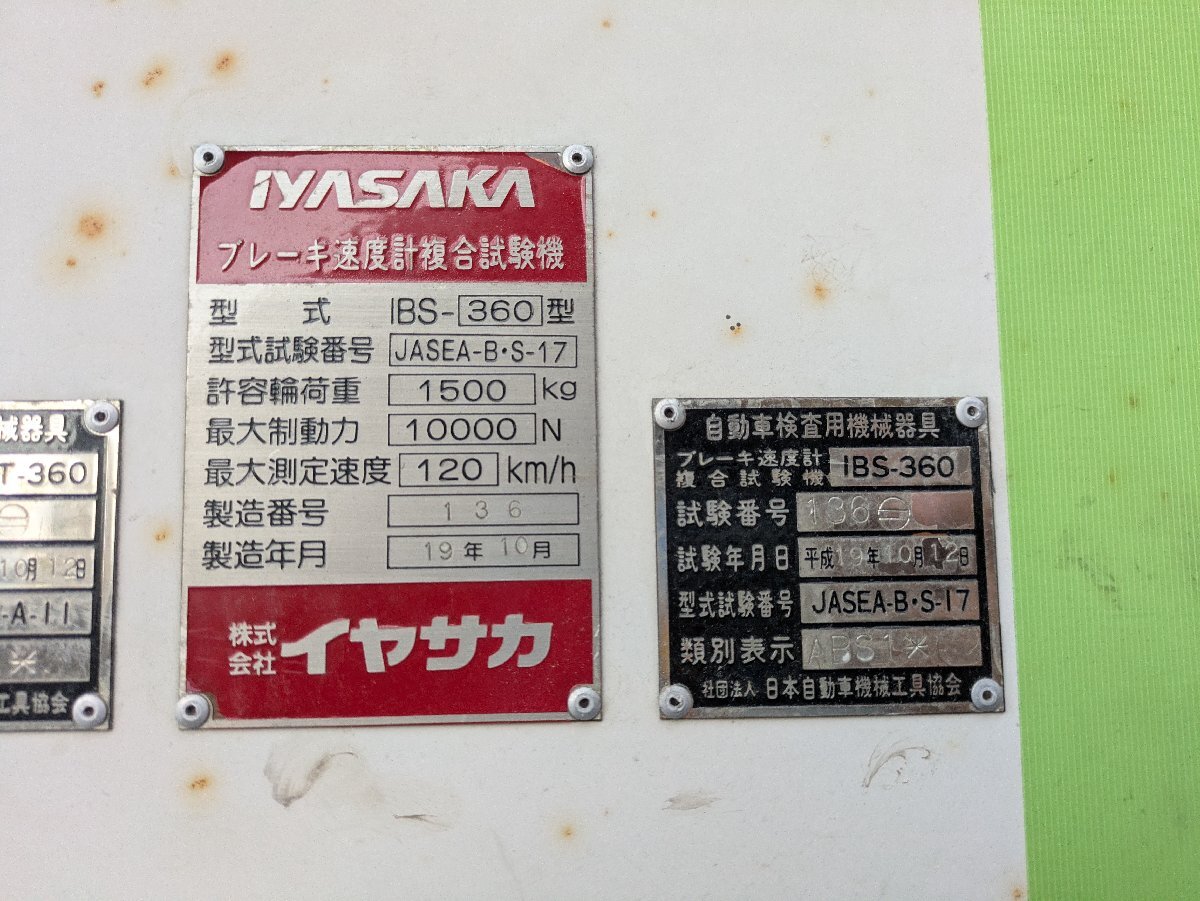 IYASAKA
ブレーキ速度計複合試験機
型 式 IBS-360型
型式試験番号 JASEA-B・S-17
許容輪荷重 1500 kg
最大制動力 10000 N
最大測定速度 120 km/h
製造番号 136
製造年月 19年10月
株式会社 イヤサカ
械器具
T-360
10月12日
-A-11
*
工具協会
自動車検査用機械器具
ブレーキ速度計複合試験機 IBS-360
試験番号 136
試験年月日 平成19年10月12日
型式試験番号 JASEA-B・S-17
類別表示 ABS1*
社団法人 日本自動車機械工具協会